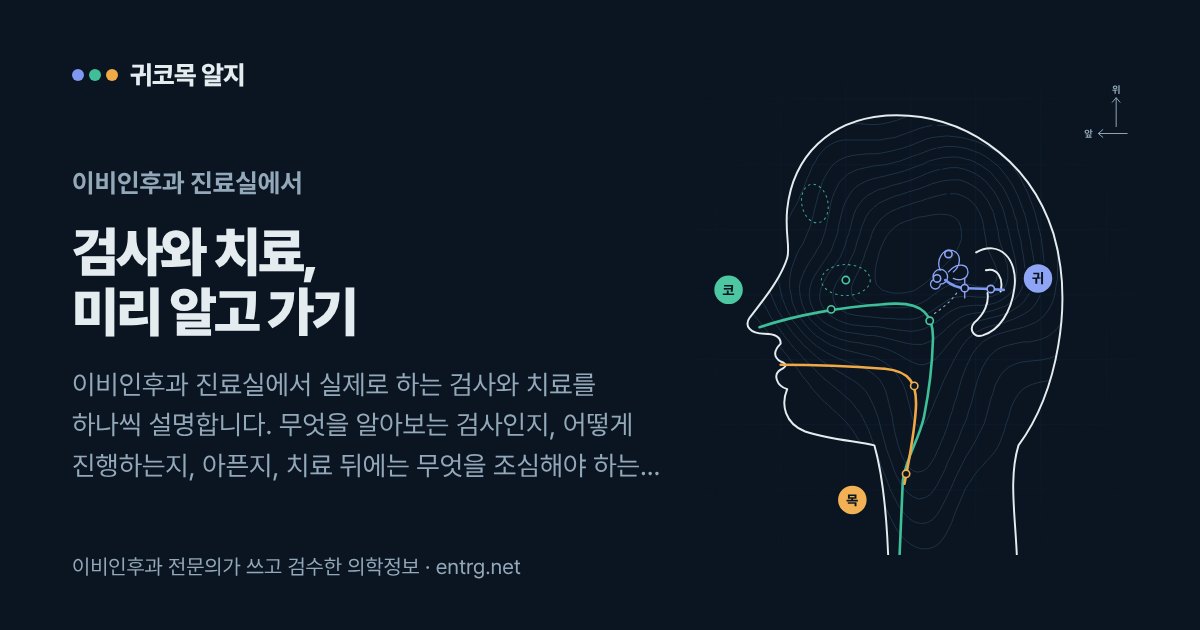 귀코목 알지
이비인후과 진료실에서
검사와 치료,
미리 알고 가기
이비인후과 진료실에서 실제로 하는 검사와 치료를
하나씩 설명합니다. 무엇을 알아보는 검사인지, 어떻게
진행하는지, 아픈지, 치료 뒤에는 무엇을 조심해야 하는...
이비인후과 전문의가 쓰고 검수한 의학정보 · entrg.net
위
앞
코
귀
목